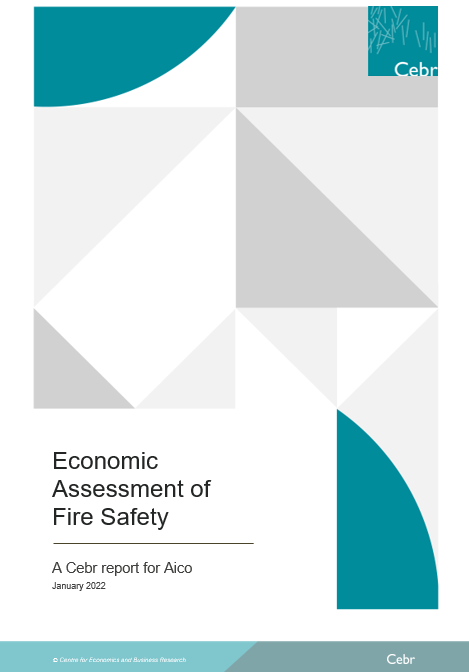 Cebr
Economic
Assessment of
Fire Safety
A Cebr report for Aico
January 2022
© Centre for Economics and Business Research
Cebr